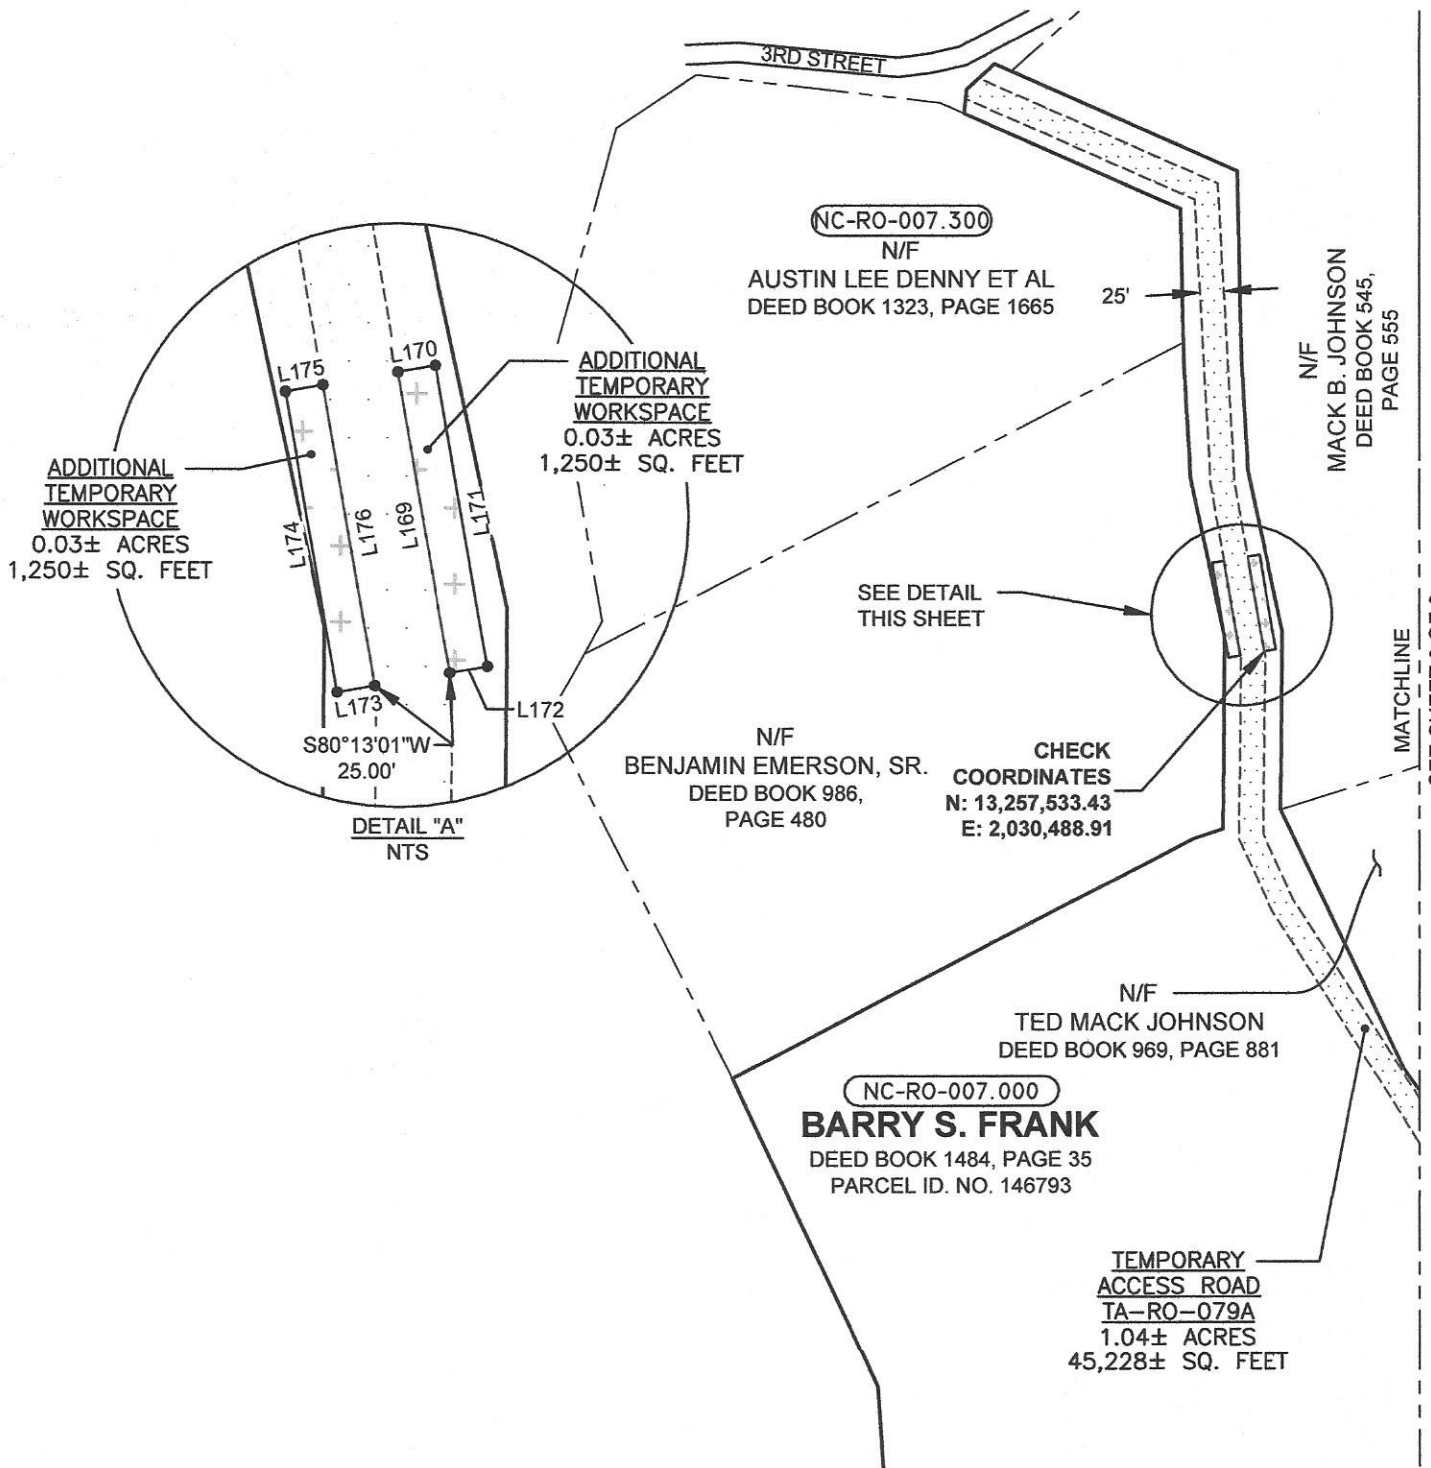 3RD STREET
NC-RO-007.300
N/F
AUSTIN LEE DENNY ET AL
DEED BOOK 1323, PAGE 1665
25'
N/F
MACK B. JOHNSON
DEED BOOK 545,
PAGE 555
L175
L170
ADDITIONAL
TEMPORARY
WORKSPACE
0.03± ACRES
1,250± SQ. FEET
ADDITIONAL
TEMPORARY
WORKSPACE
0.03± ACRES
1,250± SQ. FEET
L174
L176
L169
L171
L173
L172
S80°13'01"W
25.00'
DETAIL "A"
NTS
SEE DETAIL
THIS SHEET
N/F
BENJAMIN EMERSON, SR.
DEED BOOK 986,
PAGE 480
CHECK
COORDINATES
N: 13,257,533.43
E: 2,030,488.91
MATCHLINE
N/F
TED MACK JOHNSON
DEED BOOK 969, PAGE 881
NC-RO-007.000
BARRY S. FRANK
DEED BOOK 1484, PAGE 35
PARCEL ID. NO. 146793
TEMPORARY
ACCESS ROAD
TA-RO-079A
1.04± ACRES
45,228± SQ. FEET